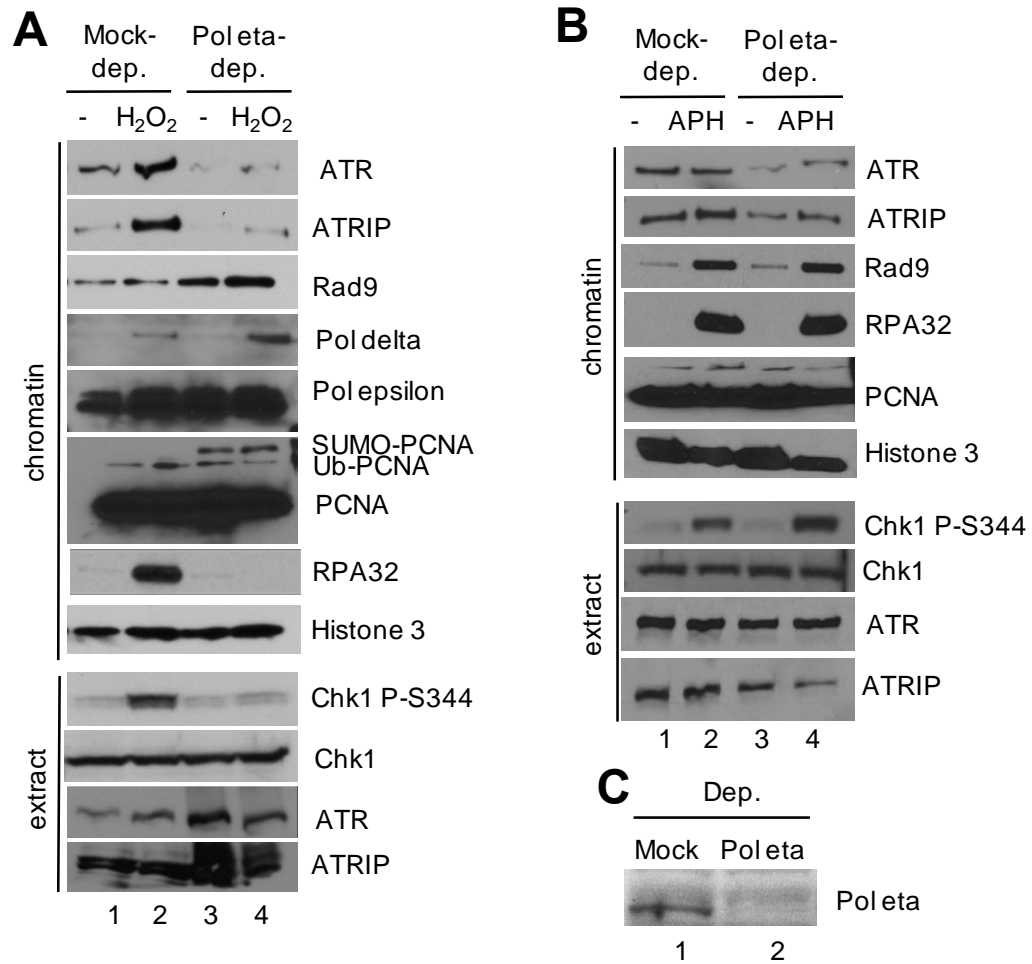 A
Mock-
dep.
Pol eta-
dep.
- H2O2 - H2O2
chromatin
ATR
ATRIP
Rad9
Pol delta
Pol epsilon
SUMO-PCNA
Ub-PCNA
PCNA
RPA32
Histone 3
extract
Chk1 P-S344
Chk1
ATR
ATRIP
1 2 3 4
B
Mock-
dep.
Pol eta-
dep.
- APH - APH
chromatin
ATR
ATRIP
Rad9
RPA32
PCNA
Histone 3
extract
Chk1 P-S344
Chk1
ATR
ATRIP
1 2 3 4
C
Dep.
Mock Pol eta
Pol eta
1 2